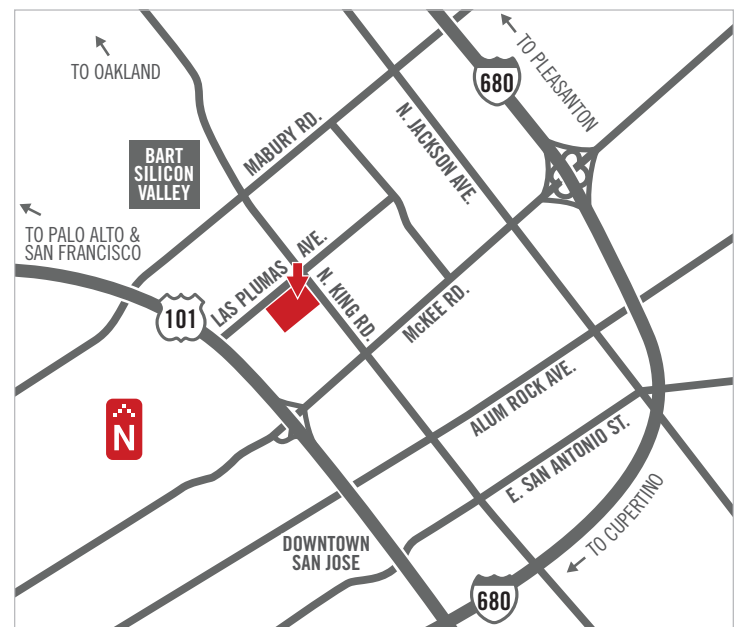 TO OAKLAND
680
TO PLEASANTON
MABURY RD.
N. JACKSON AVE.
BART
SILICON
VALLEY
TO PALO ALTO &
SAN FRANCISCO
LAS PLUMAS AVE.
N. KING RD.
101
McKEE RD.
N
ALUM ROCK AVE.
E. SAN ANTONIO ST.
TO CUPERTINO
DOWNTOWN
SAN JOSE
680